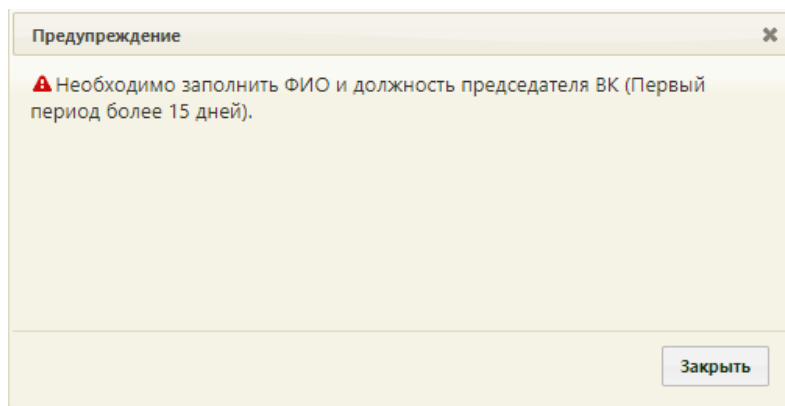 Предупреждение
Необходимо заполнить ФИО и должность председателя ВК (Первый
период более 15 дней).
Закрыть